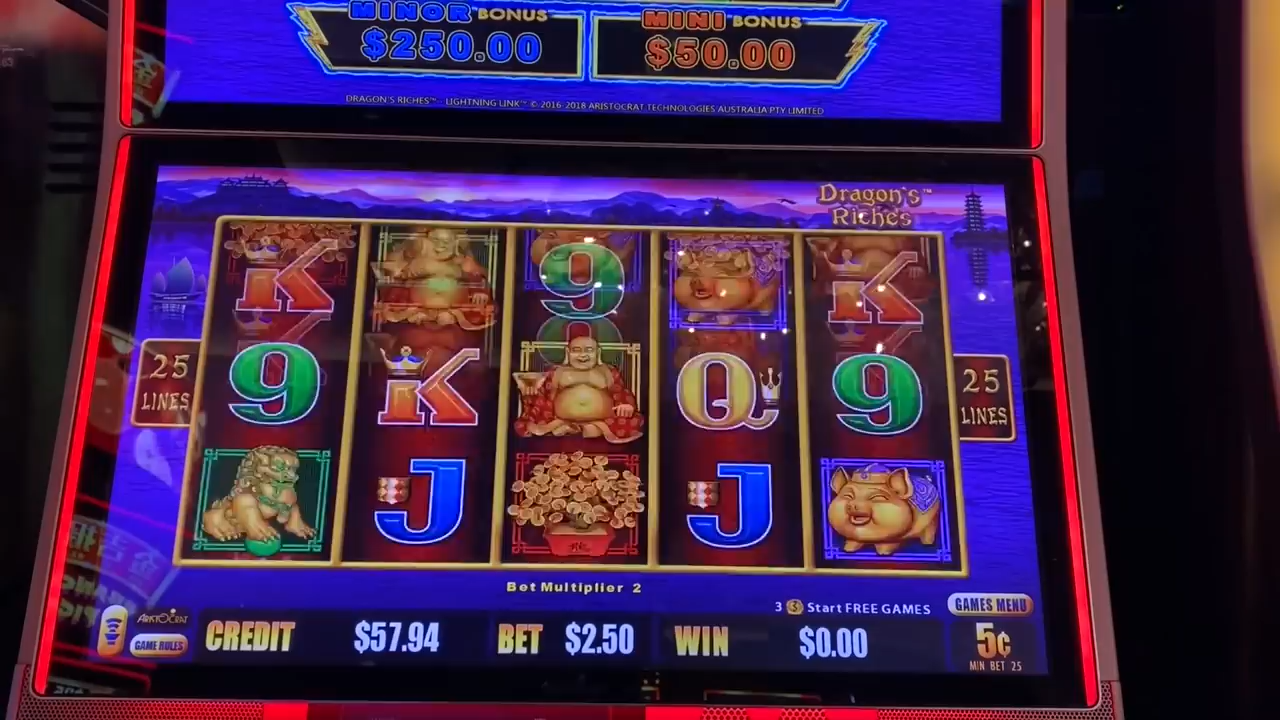 MINOR BONUS
$250.00
MINI BONUS
$50.00
DRAGON'S RICHES™ LIGHTNING LINK™ © 2016-2018 ARISTOCRAT TECHNOLOGIES AUSTRALIA PTY LIMITED
Dragon's™
Riches
K 9 K
25
LINES
9 K Q 9
25
LINES
J J
Bet Multiplier 2
3 Start FREE GAMES
GAMES MENU
ARISTOCRAT
GAME RULES
CREDIT $57.94 BET $2.50 WIN $0.00
5¢
MIN BET 25